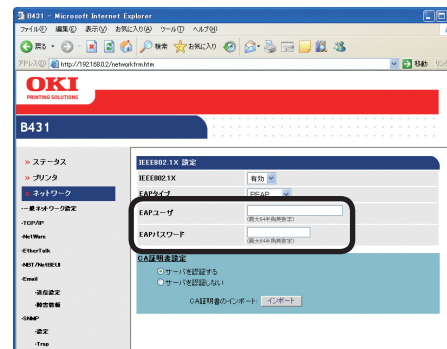 B431 - Microsoft Internet Explorer
ファイル(F) 編集(E) 表示(V) お気に入り(A) ツール(T) ヘルプ(H)
戻る 検索 お気に入り
アドレス(D) http://192.168.0.2/networkfrm.htm 移動 リンク
OKI
PRINTING SOLUTIONS
B431
» ステータス
» プリンタ
» ネットワーク
-一般ネットワーク設定
-TCP/IP
-NetWare
-EtherTalk
-NBT/NetBEUI
-Email
-送信設定
-障害情報
-SNMP
-設定
-Trap
IEEE802.1X 設定
IEEE802.1X 有効
EAPタイプ PEAP
EAPユーザ
(最大64半角英数字)
EAPパスワード
(最大64半角英数字)
CA証明書設定
サーバを認証する
サーバを認証しない
CA証明書のインポート: インポート